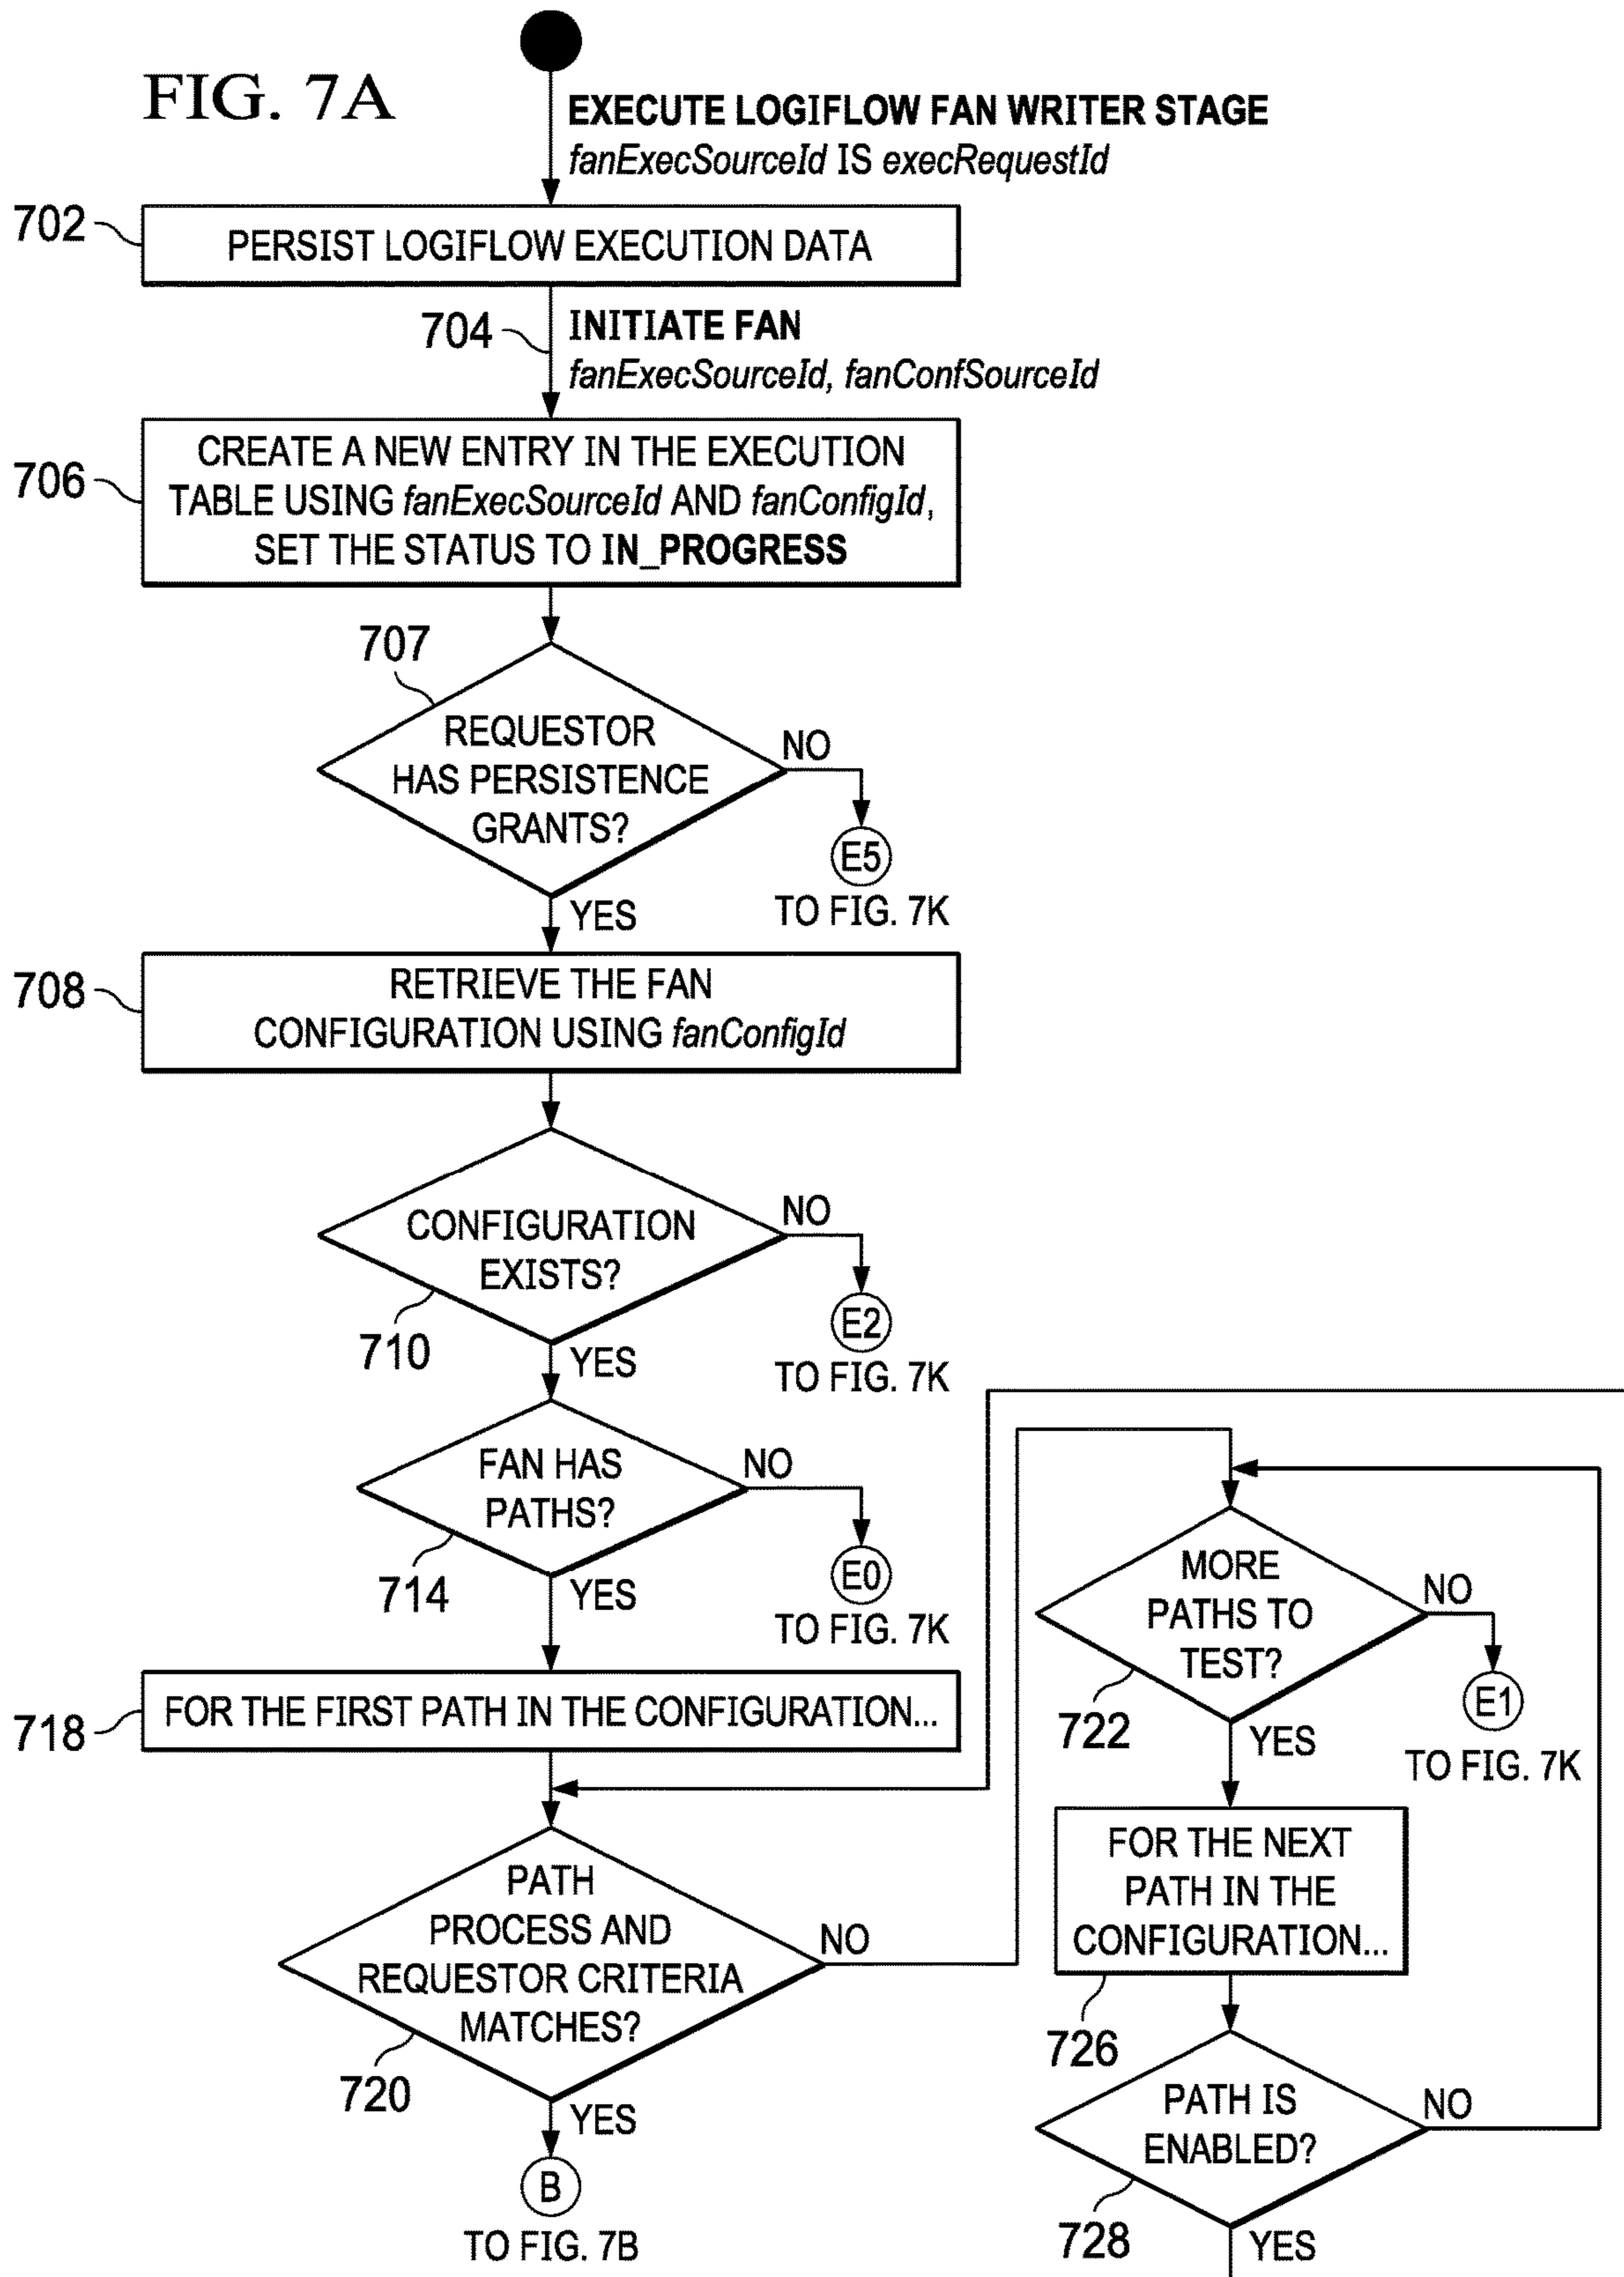 FIG. 7A
EXECUTE LOGIFLOW FAN WRITER STAGE
fanExecSourceId IS execRequestId
702
PERSIST LOGIFLOW EXECUTION DATA
704
INITIATE FAN
fanExecSourceId, fanConfSourceId
706
CREATE A NEW ENTRY IN THE EXECUTION
TABLE USING fanExecSourceId AND fanConfigId,
SET THE STATUS TO IN_PROGRESS
707
REQUESTOR
HAS PERSISTENCE
GRANTS?
NO
E5
TO FIG. 7K
YES
708
RETRIEVE THE FAN
CONFIGURATION USING fanConfigId
CONFIGURATION
EXISTS?
NO
710
E2
TO FIG. 7K
YES
FAN HAS
PATHS?
NO
714
E0
TO FIG. 7K
YES
718
FOR THE FIRST PATH IN THE CONFIGURATION...
PATH
PROCESS AND
REQUESTOR CRITERIA
MATCHES?
NO
720
YES
B
TO FIG. 7B
MORE
PATHS TO
TEST?
NO
722
E1
TO FIG. 7K
YES
FOR THE NEXT
PATH IN THE
CONFIGURATION...
726
PATH IS
ENABLED?
NO
728
YES